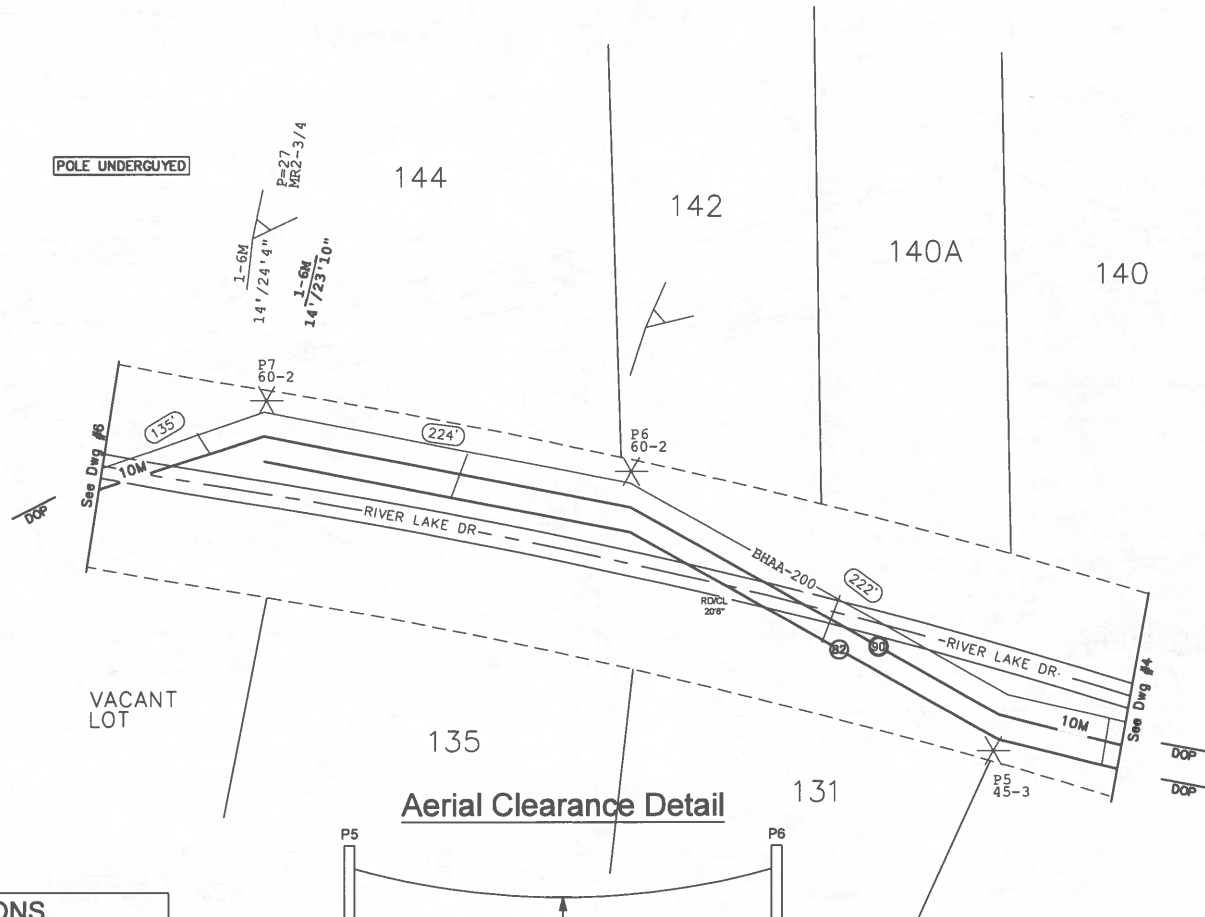 POLE UNDERGUYED
P=27
MR2-3/4
1-6M
14'/24'4"
1-6M
14'/23'10"
144
142
140A
140
P7
60-2
135'
224'
P6
60-2
See Dwg #6
10M
DOP
RIVER LAKE DR
BHAA-200
222'
RD/CL
20'6"
82
90
RIVER LAKE DR.
10M
See Dwg #4
DOP
DOP
P5
45-3
VACANT
LOT
135
131
Aerial Clearance Detail
P5
P6
ONS